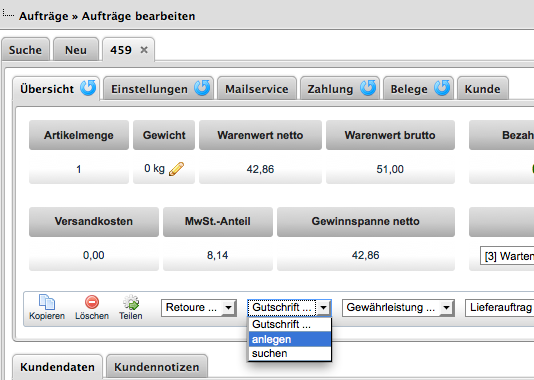 Aufträge » Aufträge bearbeiten
Suche Neu 459
Übersicht Einstellungen Mailservice Zahlung Belege Kunde
Artikelmenge Gewicht Warenwert netto Warenwert brutto Bezah
1 0 kg 42,86 51,00
Versandkosten MwSt.-Anteil Gewinnspanne netto
0,00 8,14 42,86 [3] Warten
Kopieren Löschen Teilen Retoure ... Gutschrift ... Gewährleistung ... Lieferauftrag
Gutschrift ...
anlegen
suchen
Kundendaten Kundennotizen